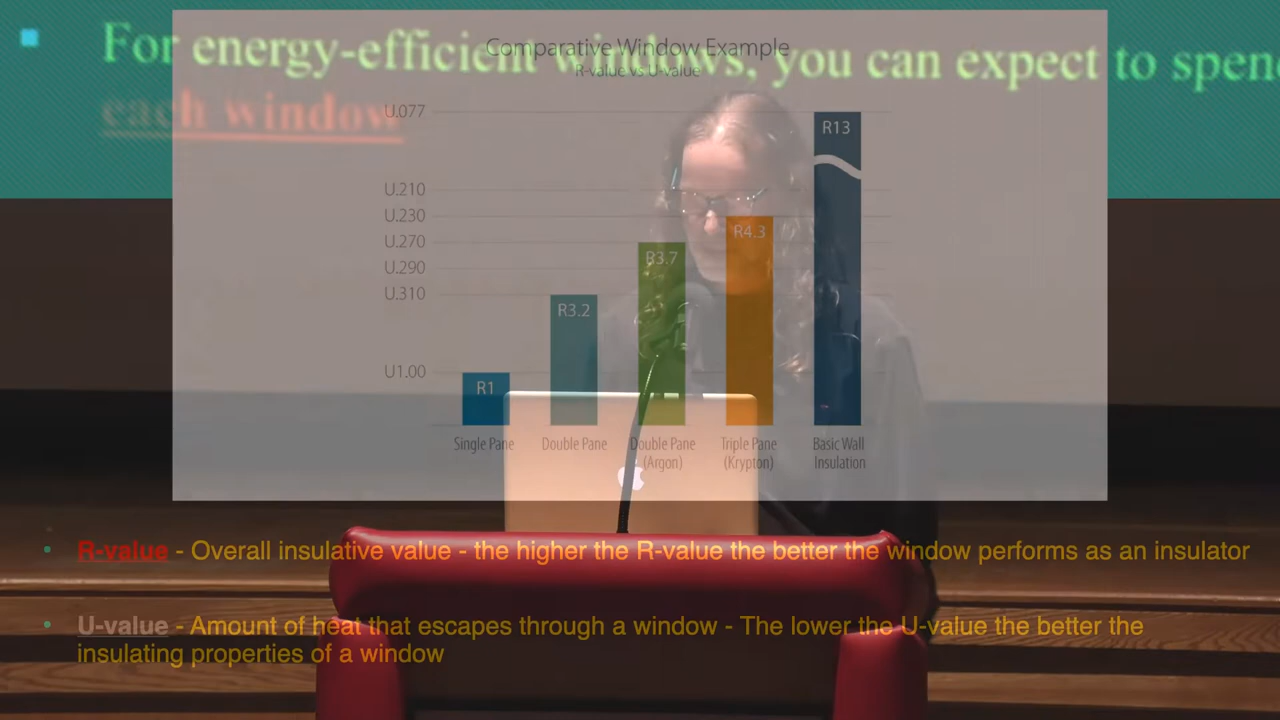 For energy-efficient windows, you can expect to spend
each window
Comparative Window Example
R-value vs U-value
U.077
U.210
U.230
U.270
U.290
U.310
U1.00
R1
R3.2
R3.7
R4.3
R13
Single Pane
Double Pane
Double Pane
(Argon)
Triple Pane
(Krypton)
Basic Wall
Insulation
R-value - Overall insulative value - the higher the R-value the better the window performs as an insulator
U-value - Amount of heat that escapes through a window - The lower the U-value the better the
insulating properties of a window